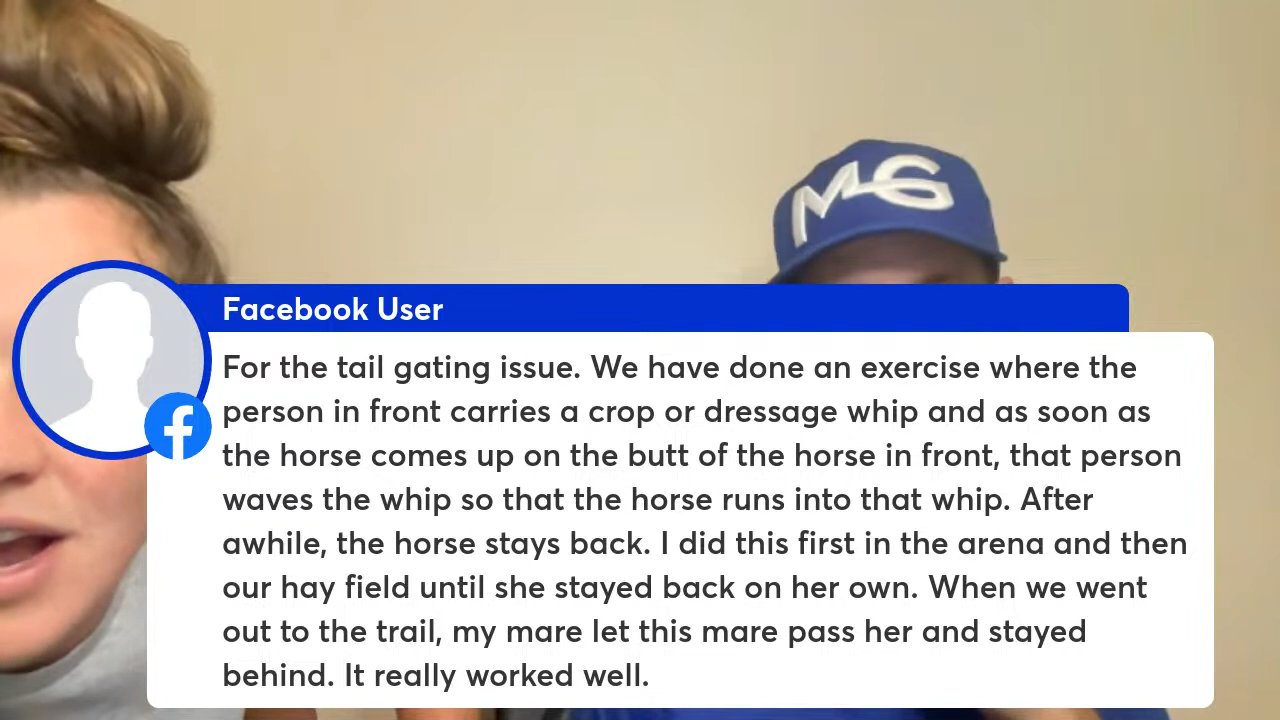 MG
Facebook User
For the tail gating issue. We have done an exercise where the
person in front carries a crop or dressage whip and as soon as
the horse comes up on the butt of the horse in front, that person
waves the whip so that the horse runs into that whip. After
awhile, the horse stays back. I did this first in the arena and then
our hay field until she stayed back on her own. When we went
out to the trail, my mare let this mare pass her and stayed
behind. It really worked well.